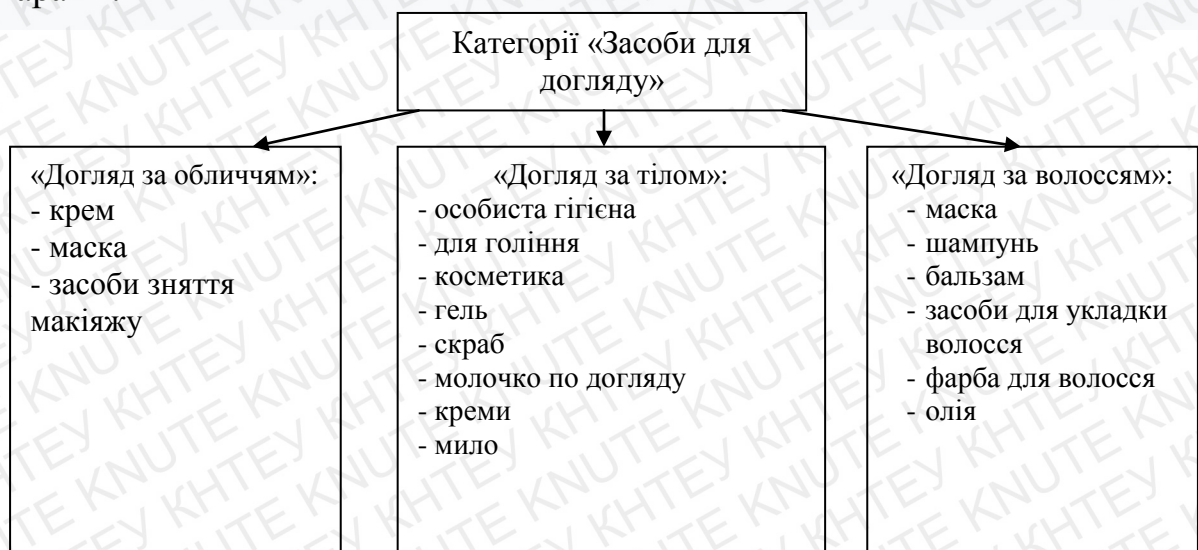 Категорії «Засоби для
догляду»
«Догляд за обличчям»:
- крем
- маска
- засоби зняття
макіяжу
«Догляд за тілом»:
- особиста гігієна
- для гоління
- косметика
- гель
- скраб
- молочко по догляду
- креми
- мило
«Догляд за волоссям»:
- маска
- шампунь
- бальзам
- засоби для укладки
волосся
- фарба для волосся
- олія